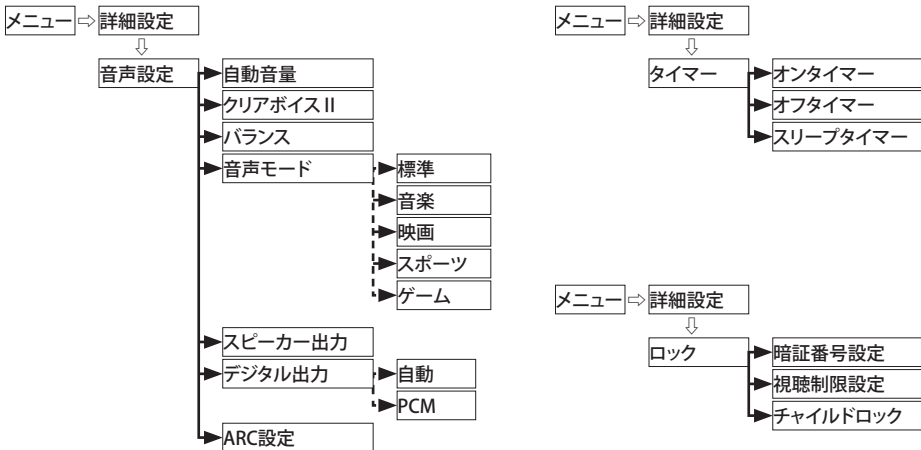 メニュー
詳細設定
音声設定
自動音量
クリアボイスⅡ
バランス
音声モード
標準
音楽
映画
スポーツ
ゲーム
スピーカー出力
デジタル出力
自動
PCM
ARC設定
メニュー
詳細設定
タイマー
オンタイマー
オフタイマー
スリープタイマー
メニュー
詳細設定
ロック
暗証番号設定
視聴制限設定
チャイルドロック